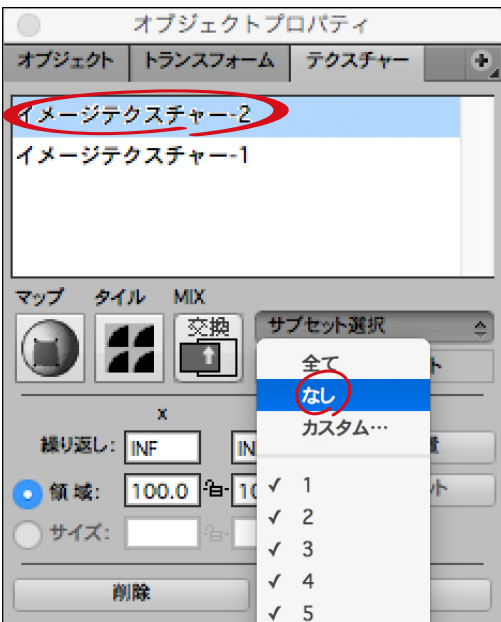 オブジェクトプロパティ
オブジェクト トランスフォーム テクスチャー
イメージテクスチャー-2
イメージテクスチャー-1
マップ タイル MIX
交換
サブセット選択
全て
ト
なし
カスタム…
x
繰り返し: INF IN 置
領域: 100.0 10 ット
サイズ:
✓ 1
✓ 2
✓ 3
✓ 4
✓ 5
削除